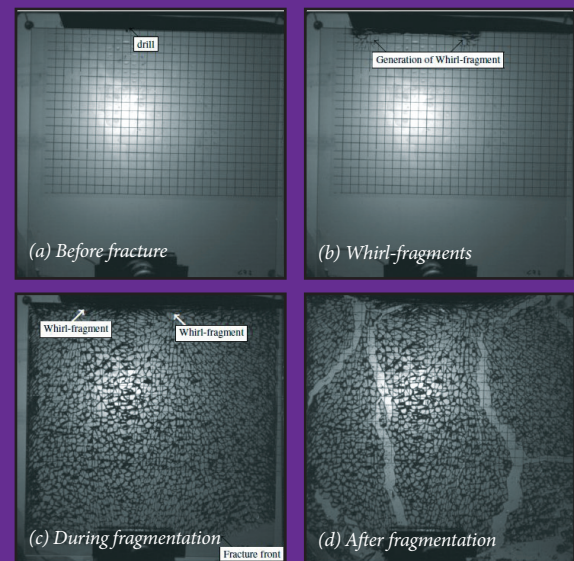 drill
(a) Before fracture
Generation of Whirl-fragment
(b) Whirl-fragments
Whirl-fragment
Whirl-fragment
(c) During fragmentation
Fracture front
(d) After fragmentation